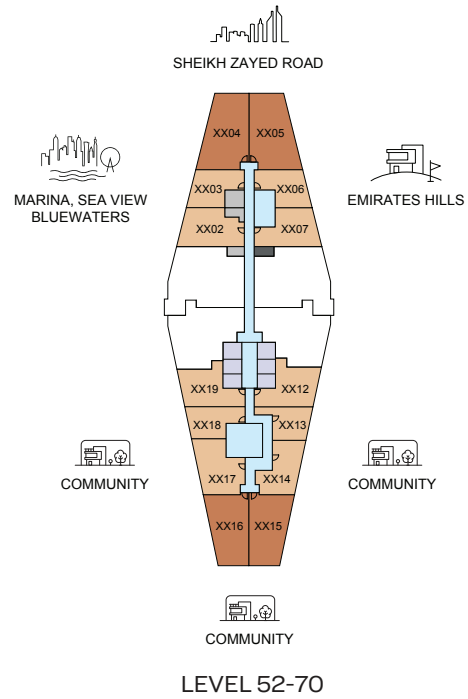 SHEIKH ZAYED ROAD
XX04 XX05
MARINA, SEA VIEW
BLUEWATERS
XX03 XX06
EMIRATES HILLS
XX02 XX07
XX19 XX12
XX18 XX13
COMMUNITY
XX17 XX14
COMMUNITY
XX16 XX15
COMMUNITY
LEVEL 52-70